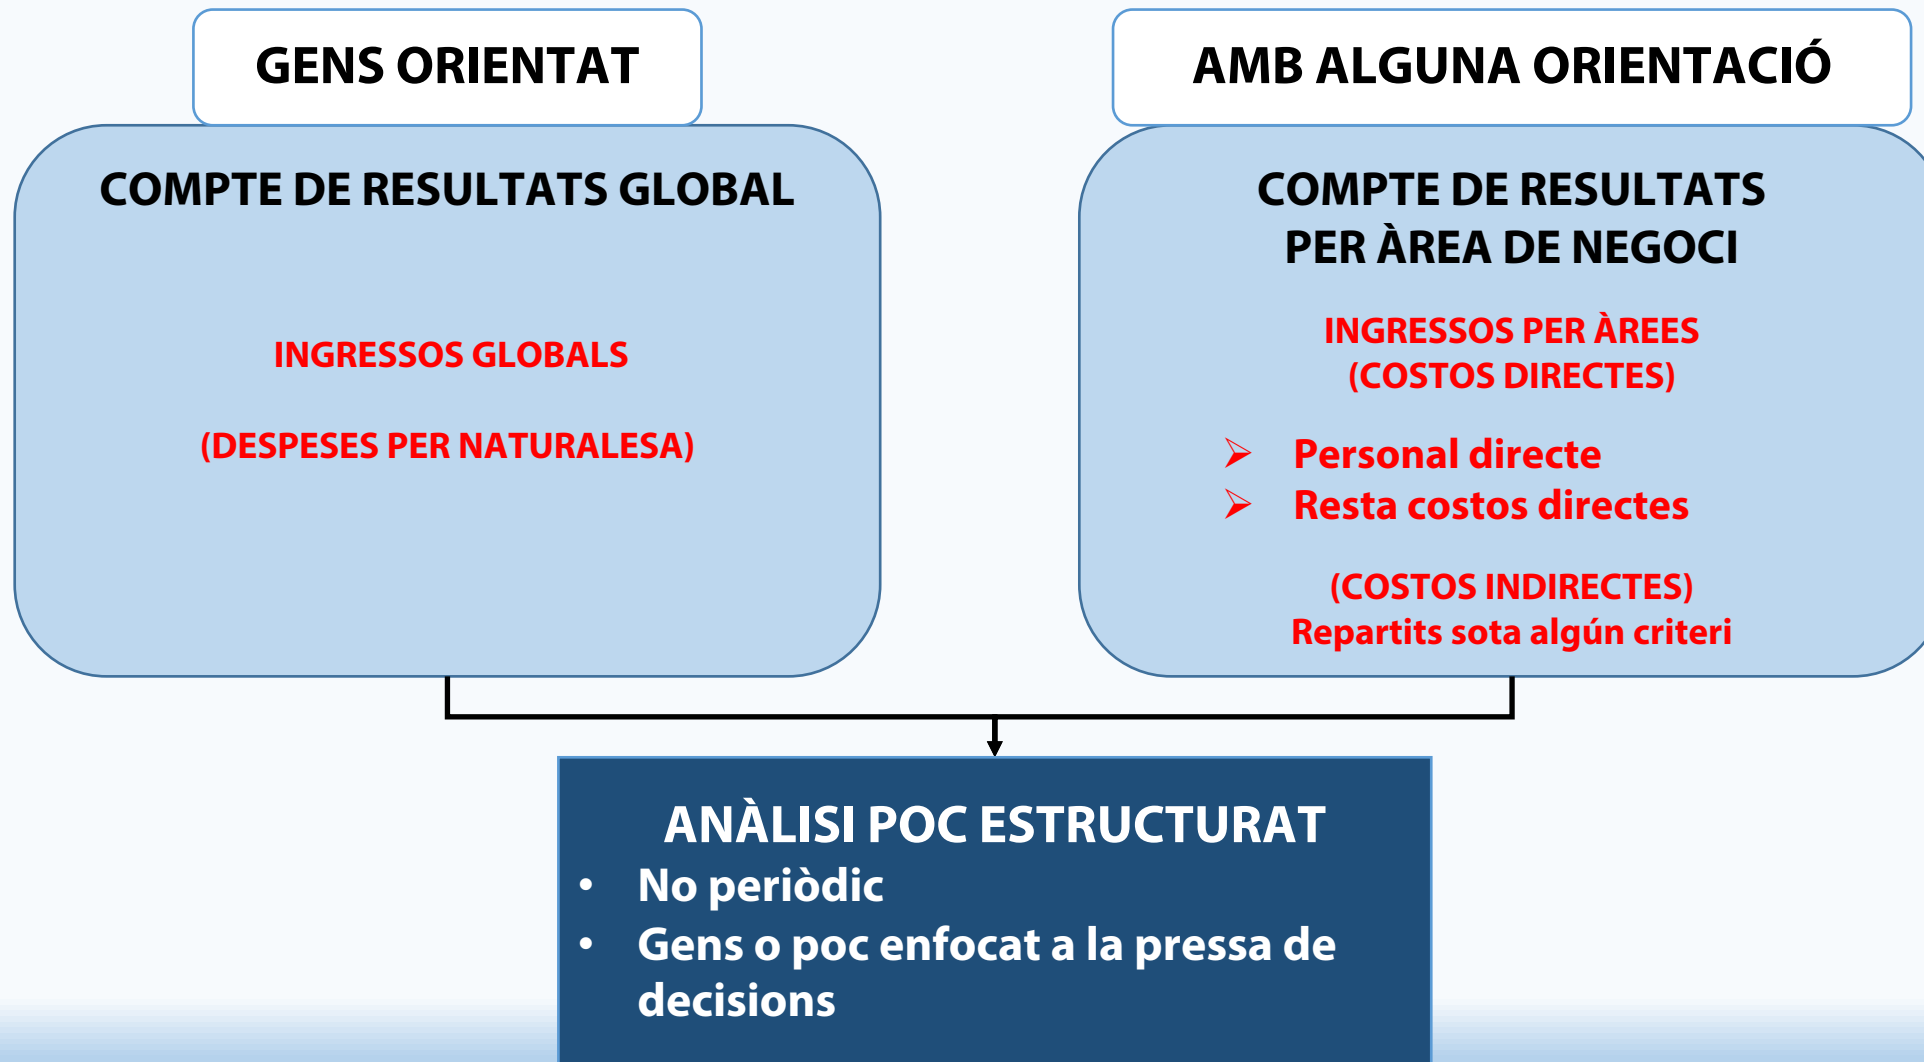 GENS ORIENTAT
COMPTE DE RESULTATS GLOBAL
INGRESSOS GLOBALS
(DESPESES PER NATURALESA)
AMB ALGUNA ORIENTACIÓ
COMPTE DE RESULTATS
PER ÀREA DE NEGOCI
INGRESSOS PER ÀREES
(COSTOS DIRECTES)
➢ Personal directe
➢ Resta costos directes
(COSTOS INDIRECTES)
Repartits sota algún criteri
ANÀLISI POC ESTRUCTURAT
• No periòdic
• Gens o poc enfocat a la pressa de
decisions